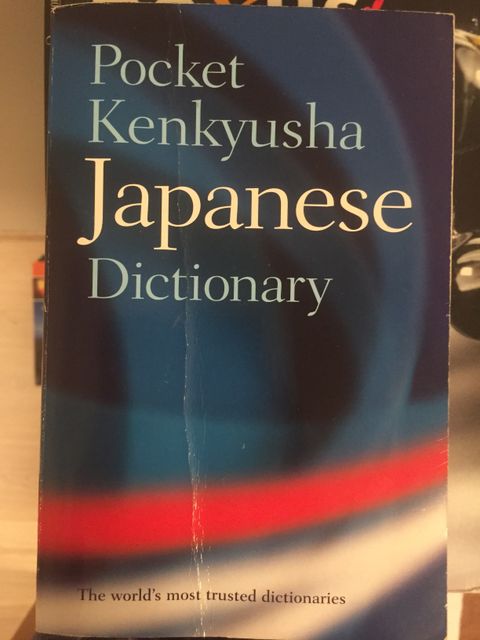 Pocket
Kenkyusha
Japanese
Dictionary
The world's most trusted dictionaries